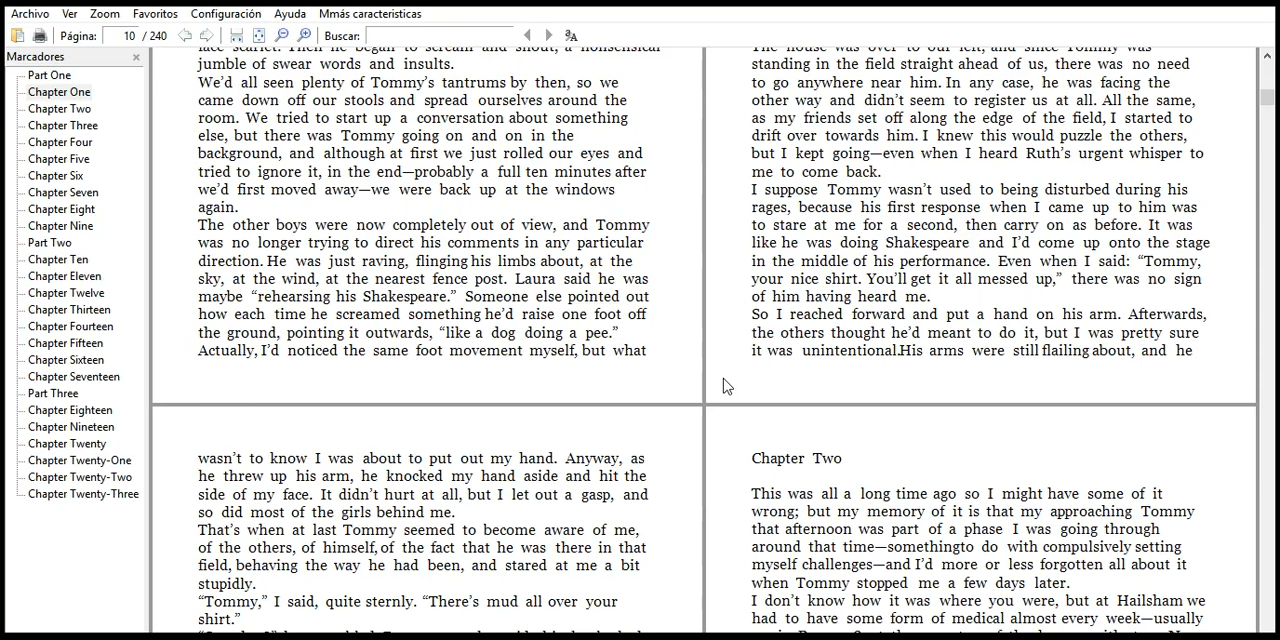 Archivo Ver Zoom Favoritos Configuración Ayuda Mmás caracteristicas
Página: 10 / 240 Buscar:
Marcadores
Part One
Chapter One
Chapter Two
Chapter Three
Chapter Four
Chapter Five
Chapter Six
Chapter Seven
Chapter Eight
Chapter Nine
Part Two
Chapter Ten
Chapter Eleven
Chapter Twelve
Chapter Thirteen
Chapter Fourteen
Chapter Fifteen
Chapter Sixteen
Chapter Seventeen
Part Three
Chapter Eighteen
Chapter Nineteen
Chapter Twenty
Chapter Twenty-One
Chapter Twenty-Two
Chapter Twenty-Three
face scarlet. Then he began to scream and shout, a nonsensical
jumble of swear words and insults.
We’d all seen plenty of Tommy’s tantrums by then, so we
came down off our stools and spread ourselves around the
room. We tried to start up a conversation about something
else, but there was Tommy going on and on in the
background, and although at first we just rolled our eyes and
tried to ignore it, in the end—probably a full ten minutes after
we’d first moved away—we were back up at the windows
again.
The other boys were now completely out of view, and Tommy
was no longer trying to direct his comments in any particular
direction. He was just raving, flinging his limbs about, at the
sky, at the wind, at the nearest fence post. Laura said he was
maybe “rehearsing his Shakespeare.” Someone else pointed out
how each time he screamed something he’d raise one foot off
the ground, pointing it outwards, “like a dog doing a pee.”
Actually, I’d noticed the same foot movement myself, but what
The house was over to our left, and since Tommy was
standing in the field straight ahead of us, there was no need
to go anywhere near him. In any case, he was facing the
other way and didn’t seem to register us at all. All the same,
as my friends set off along the edge of the field, I started to
drift over towards him. I knew this would puzzle the others,
but I kept going—even when I heard Ruth’s urgent whisper to
me to come back.
I suppose Tommy wasn’t used to being disturbed during his
rages, because his first response when I came up to him was
to stare at me for a second, then carry on as before. It was
like he was doing Shakespeare and I’d come up onto the stage
in the middle of his performance. Even when I said: “Tommy,
your nice shirt. You’ll get it all messed up,” there was no sign
of him having heard me.
So I reached forward and put a hand on his arm. Afterwards,
the others thought he’d meant to do it, but I was pretty sure
it was unintentional.His arms were still flailing about, and he
wasn’t to know I was about to put out my hand. Anyway, as
he threw up his arm, he knocked my hand aside and hit the
side of my face. It didn’t hurt at all, but I let out a gasp, and
so did most of the girls behind me.
That’s when at last Tommy seemed to become aware of me,
of the others, of himself, of the fact that he was there in that
field, behaving the way he had been, and stared at me a bit
stupidly.
“Tommy,” I said, quite sternly. “There’s mud all over your
shirt.”
Chapter Two
This was all a long time ago so I might have some of it
wrong; but my memory of it is that my approaching Tommy
that afternoon was part of a phase I was going through
around that time—somethingto do with compulsively setting
myself challenges—and I’d more or less forgotten all about it
when Tommy stopped me a few days later.
I don’t know how it was where you were, but at Hailsham we
had to have some form of medical almost every week—usually